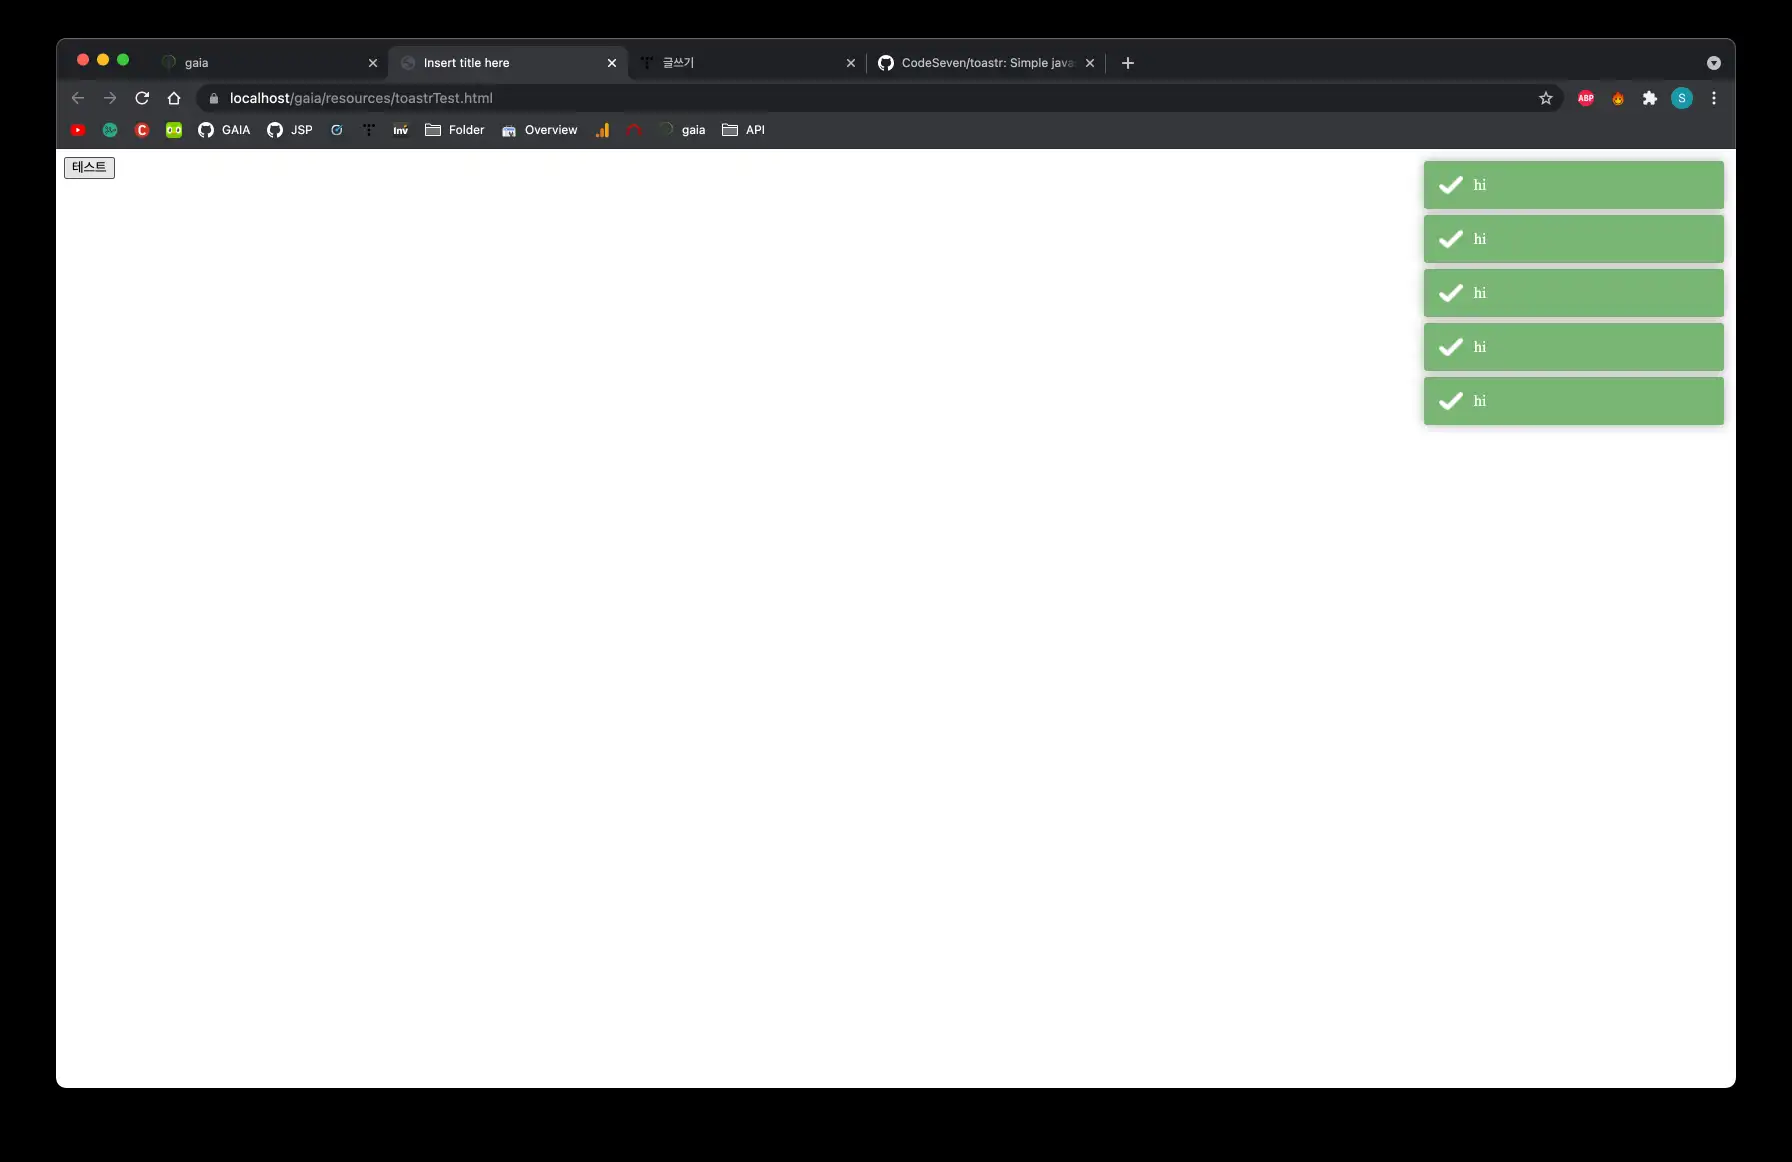 gaia
Insert title here
글쓰기
CodeSeven/toastr: Simple java
localhost/gaia/resources/toastrTest.html
ABP
S
C
GAIA
JSP
Inv
Folder
Overview
gaia
API
테스트
hi
hi
hi
hi
hi